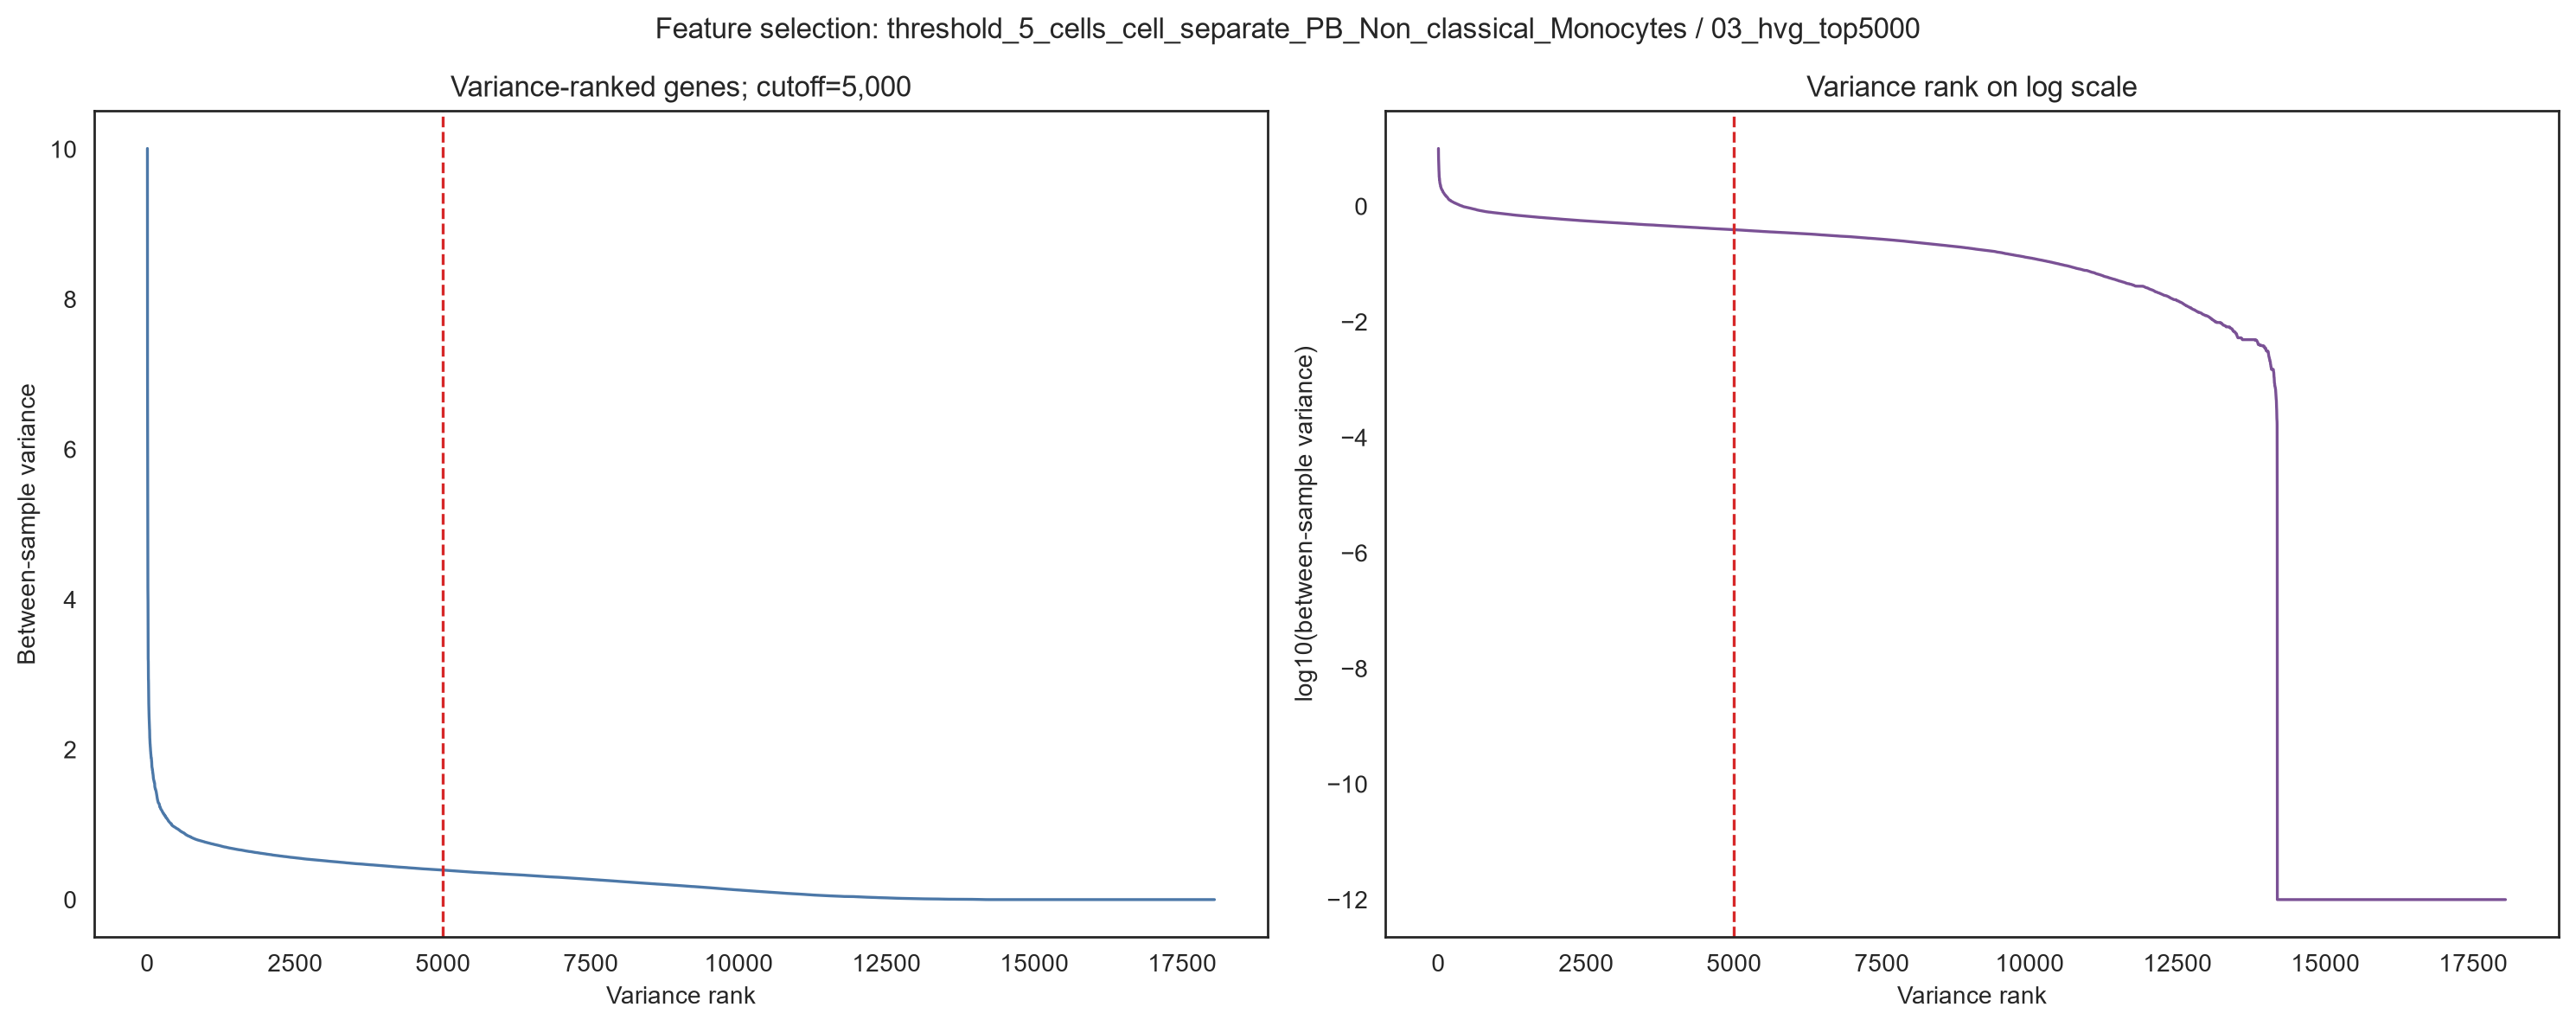 Feature selection: threshold_5_cells_cell_separate_PB_Non_classical_Monocytes / 03_hvg_top5000
Variance-ranked genes; cutoff=5,000
Between-sample variance
10
8
6
4
2
0
0 2500 5000 7500 10000 12500 15000 17500
Variance rank
Variance rank on log scale
log10(between-sample variance)
0
−2
−4
−6
−8
−10
−12
0 2500 5000 7500 10000 12500 15000 17500
Variance rank